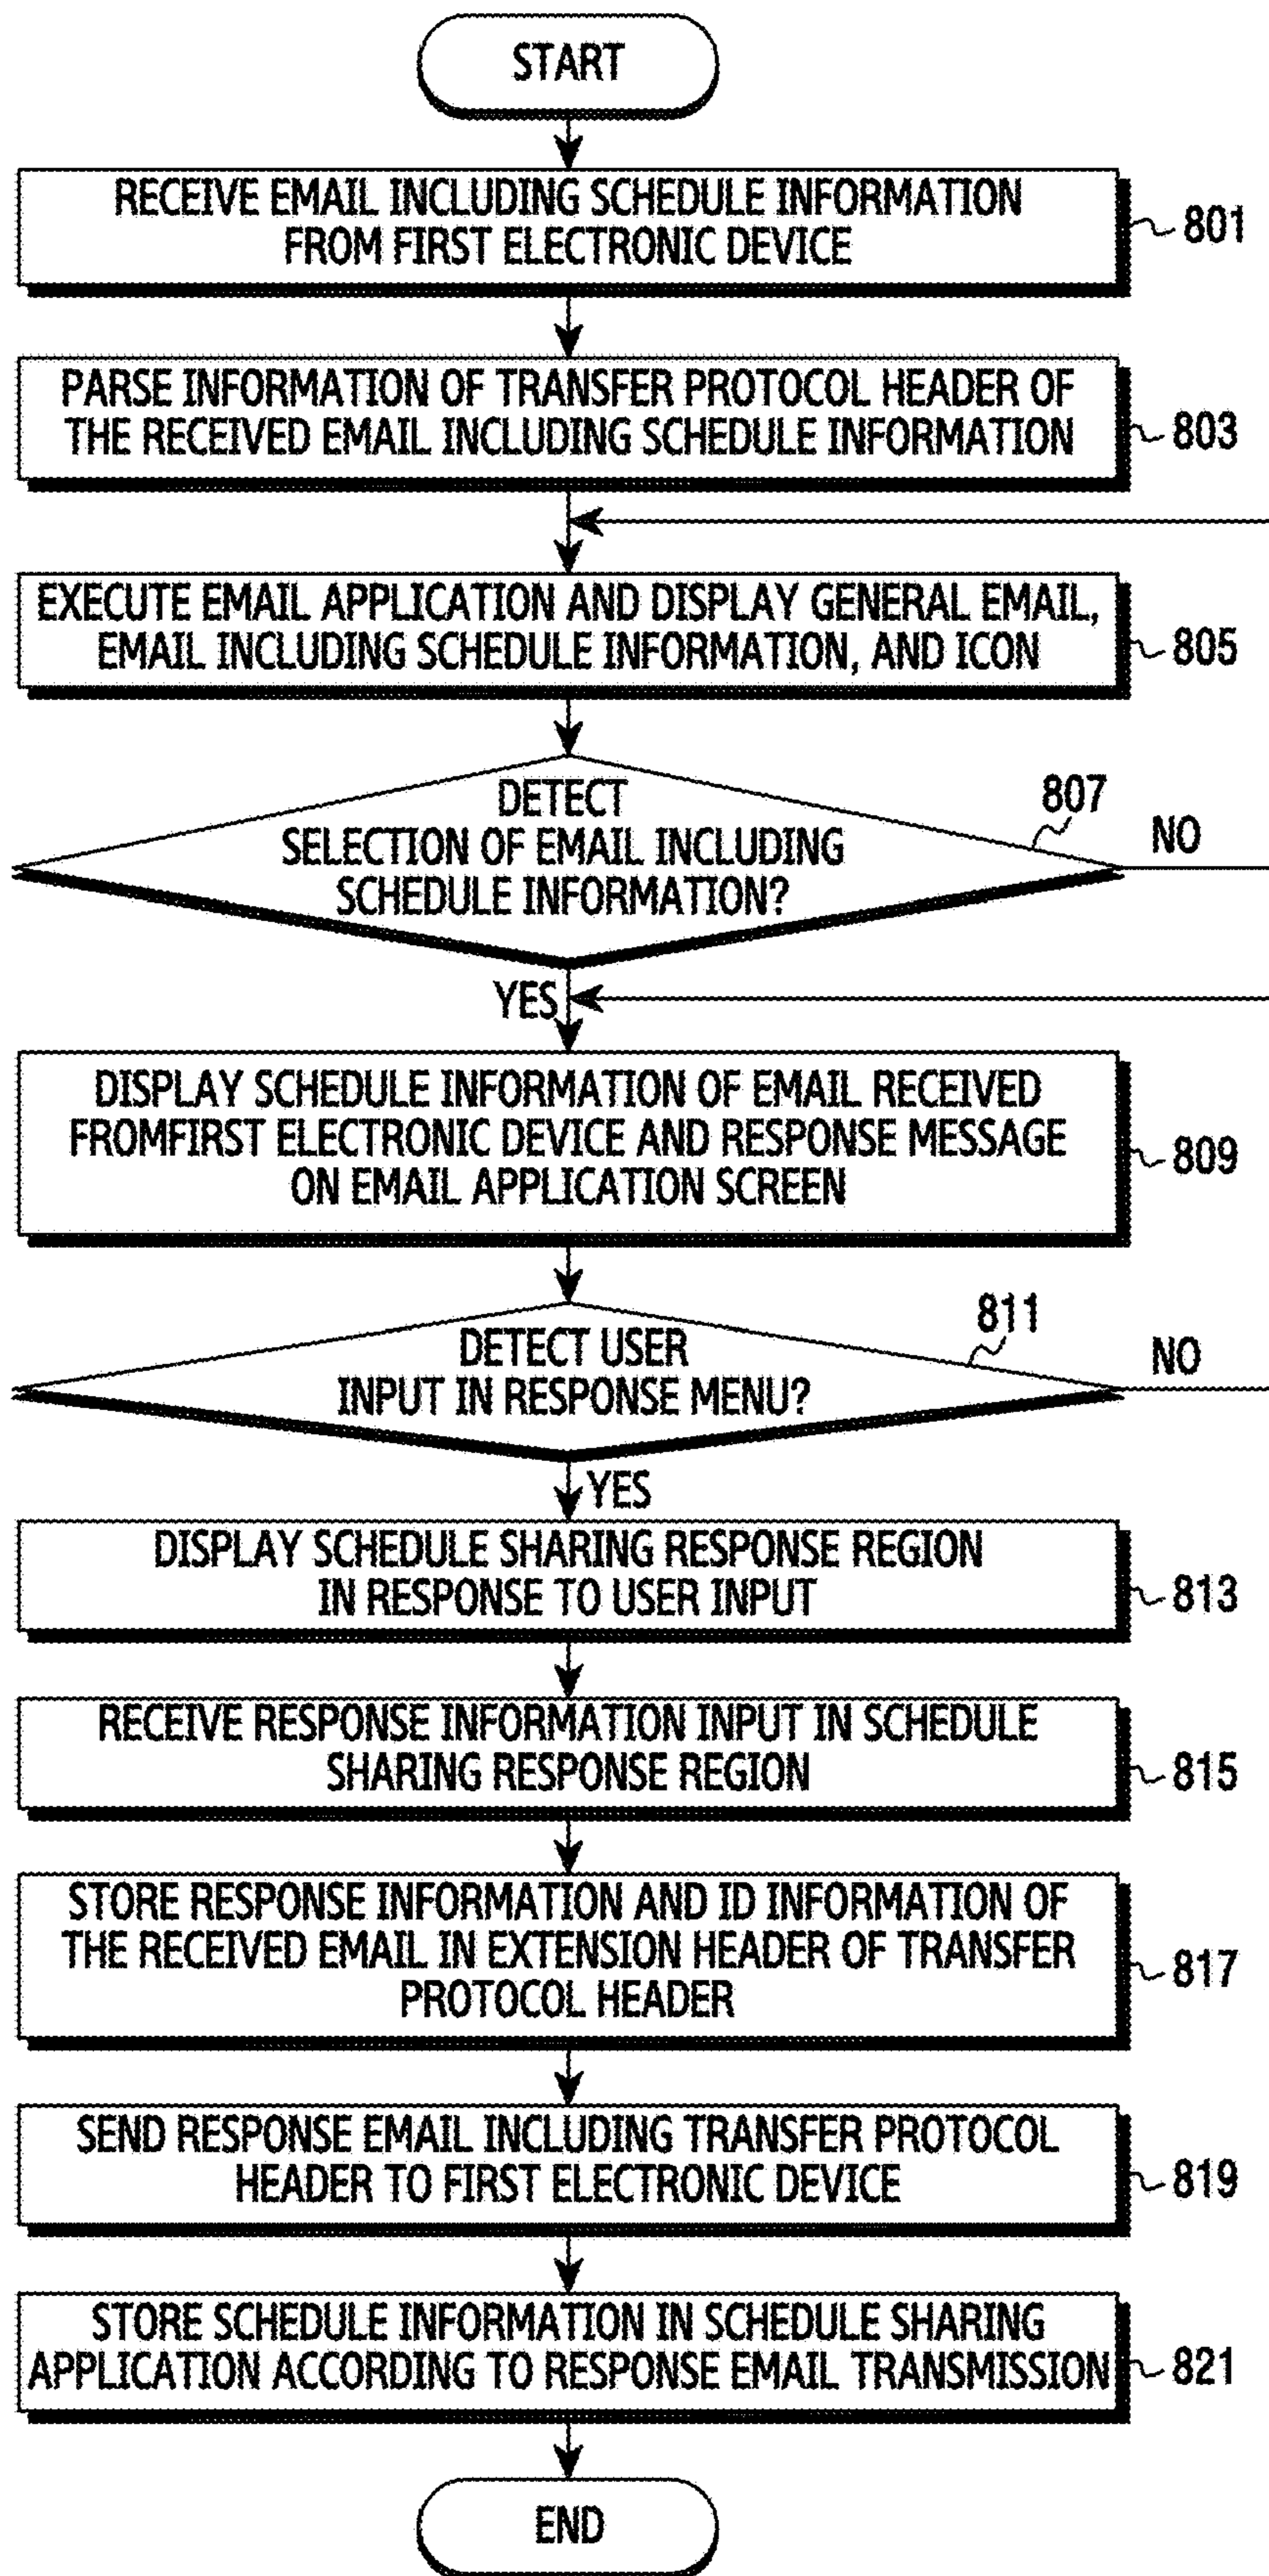 START
RECEIVE EMAIL INCLUDING SCHEDULE INFORMATION
FROM FIRST ELECTRONIC DEVICE
801
PARSE INFORMATION OF TRANSFER PROTOCOL HEADER OF
THE RECEIVED EMAIL INCLUDING SCHEDULE INFORMATION
803
EXECUTE EMAIL APPLICATION AND DISPLAY GENERAL EMAIL,
EMAIL INCLUDING SCHEDULE INFORMATION, AND ICON
805
DETECT
SELECTION OF EMAIL INCLUDING
SCHEDULE INFORMATION?
807
NO
YES
DISPLAY SCHEDULE INFORMATION OF EMAIL RECEIVED
FROMFIRST ELECTRONIC DEVICE AND RESPONSE MESSAGE
ON EMAIL APPLICATION SCREEN
809
DETECT USER
INPUT IN RESPONSE MENU?
811
NO
YES
DISPLAY SCHEDULE SHARING RESPONSE REGION
IN RESPONSE TO USER INPUT
813
RECEIVE RESPONSE INFORMATION INPUT IN SCHEDULE
SHARING RESPONSE REGION
815
STORE RESPONSE INFORMATION AND ID INFORMATION OF
THE RECEIVED EMAIL IN EXTENSION HEADER OF TRANSFER
PROTOCOL HEADER
817
SEND RESPONSE EMAIL INCLUDING TRANSFER PROTOCOL
HEADER TO FIRST ELECTRONIC DEVICE
819
STORE SCHEDULE INFORMATION IN SCHEDULE SHARING
APPLICATION ACCORDING TO RESPONSE EMAIL TRANSMISSION
821
END